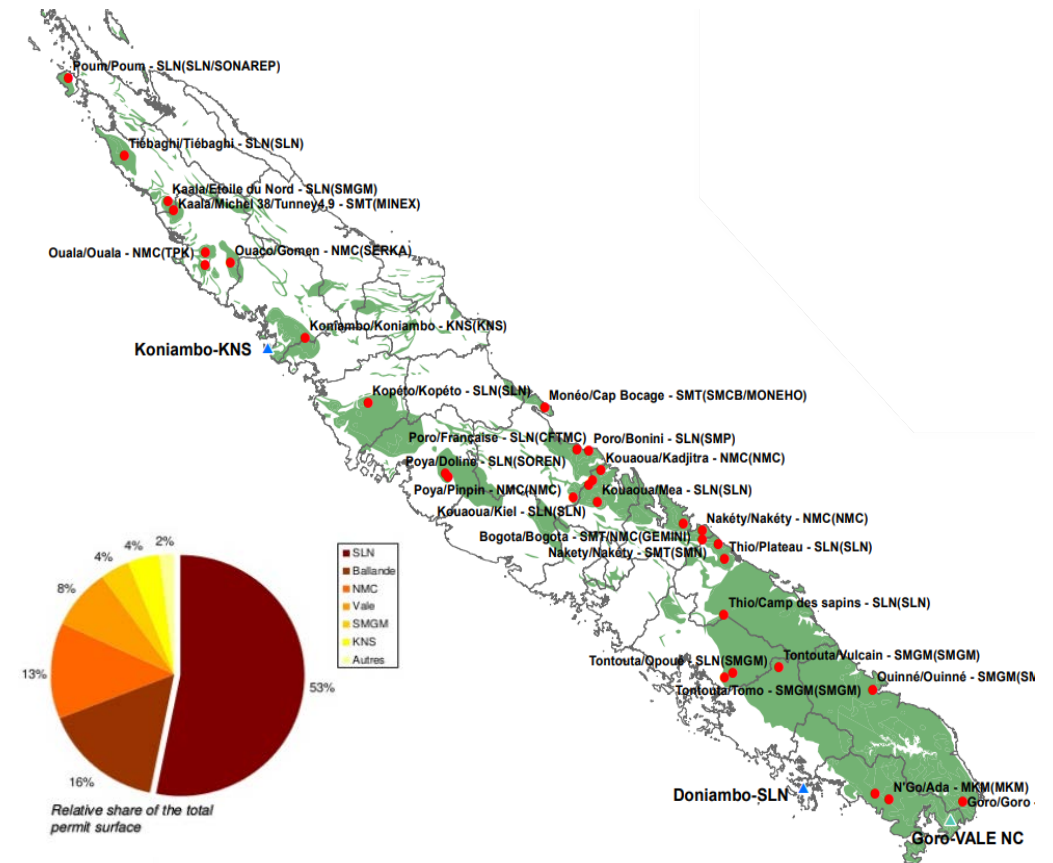 Poum/Poum - SLN(SLN/SONAREP)
Tiébaghi/Tiébaghi - SLN(SLN)
Kaala/Etoile du Nord - SLN(SMGM)
Kaala/Michel 38/Tunney4,9 - SMT(MINEX)
Ouala/Ouala - NMC(TPK)
Ouaco/Gomen - NMC(SERKA)
Koniambo/Koniambo - KNS(KNS)
Koniambo-KNS
Kopéto/Kopéto - SLN(SLN)
Monéo/Cap Bocage - SMT(SMCB/MONEHO)
Poro/Française - SLN(CFTMC)
Poro/Bonini - SLN(SMP)
Kouaoua/Kadjitra - NMC(NMC)
Poya/Doline - SLN(SOREN)
Poya/Pinpin - NMC(NMC)
Kouaoua/Mea - SLN(SLN)
Kouaoua/Kiel - SLN(SLN)
Nakéty/Nakéty - NMC(NMC)
Bogota/Bogota - SMT(NMC(GEMINI)
Nakety/Nakéty - SMT(SMN)
Thio/Plateau - SLN(SLN)
Thio/Camp des sapins - SLN(SLN)
Tontouta/Opoué - SLN(SMGM)
Tontouta/Vulcain - SMGM(SMGM)
Tontouta/Tomo - SMGM(SMGM)
Ouinné/Ouinné - SMGM(SM
Doniambo-SLN
N'Go/Ada - MKM(MKM)
Goro/Goro -
Goro-VALE NC
2%
4%
4%
8%
13%
16%
53%
SLN
Ballande
NMC
Vale
SMGM
KNS
Autres
Relative share of the total
permit surface